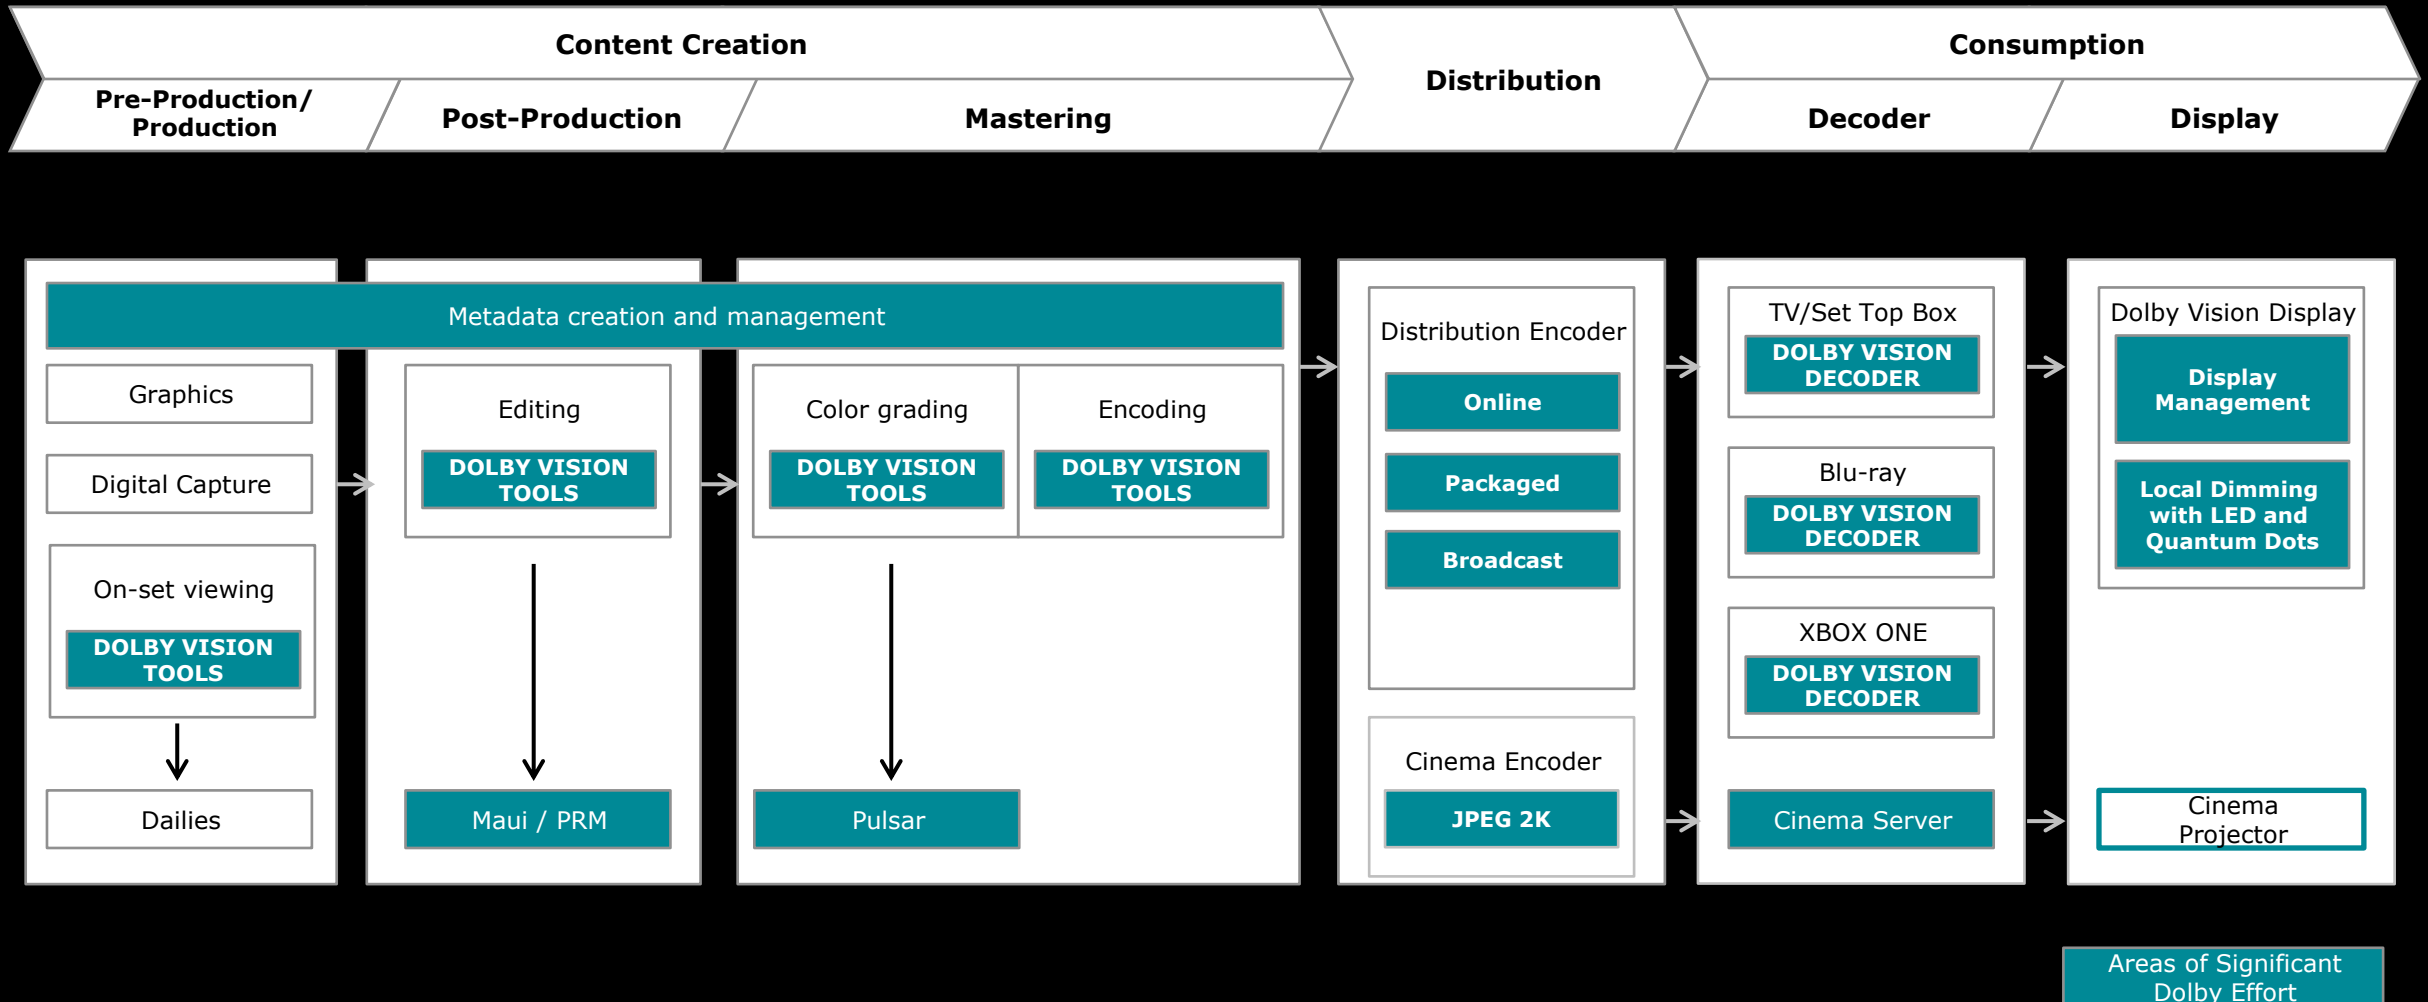 Content Creation
Distribution
Consumption
Pre-Production/
Production
Post-Production
Mastering
Decoder
Display
Metadata creation and management
Graphics
Digital Capture
On-set viewing
DOLBY VISION
TOOLS
Dailies
Editing
DOLBY VISION
TOOLS
Maui / PRM
Color grading
DOLBY VISION
TOOLS
Encoding
DOLBY VISION
TOOLS
Pulsar
Distribution Encoder
Online
Packaged
Broadcast
Cinema Encoder
JPEG 2K
TV/Set Top Box
DOLBY VISION
DECODER
Blu-ray
DOLBY VISION
DECODER
XBOX ONE
DOLBY VISION
DECODER
Cinema Server
Dolby Vision Display
Display
Management
Local Dimming
with LED and
Quantum Dots
Cinema
Projector
Areas of Significant
Dolby Effort